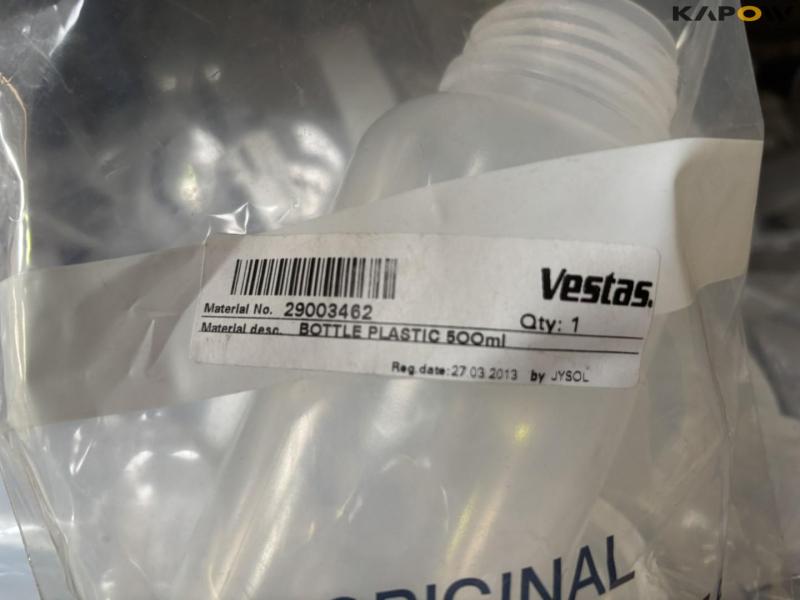 KAPOW
Vestas.
Material No. 29003462
Qty: 1
Material desc. BOTTLE PLASTIC 500ml
Reg.date:27.03.2013 by JYSOL
ORIGINAL